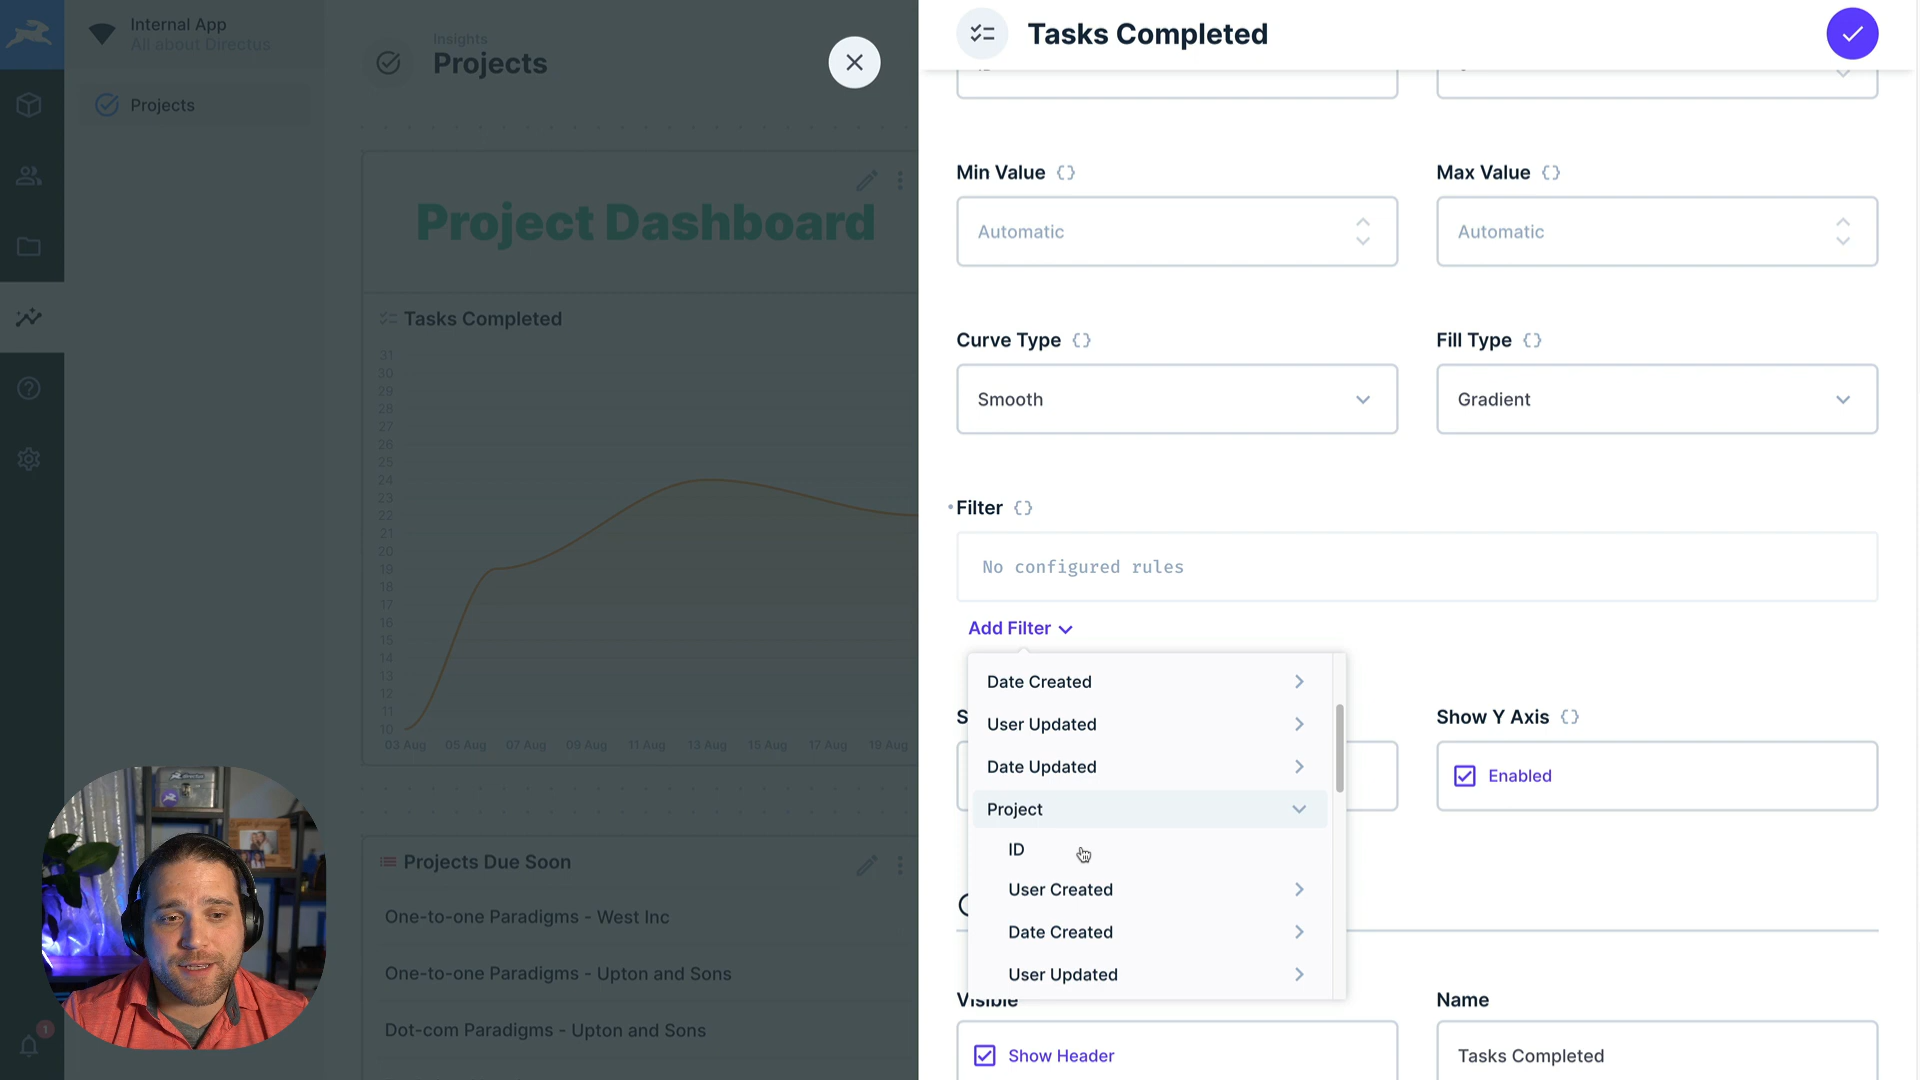 Internal App
All about Directus
Projects
Insights
Projects
Project Dashboard
Tasks Completed
31
30
29
28
27
26
25
24
23
22
21
20
19
18
17
16
15
14
13
12
11
10
03 Aug 05 Aug 07 Aug 09 Aug 11 Aug 13 Aug 15 Aug 17 Aug 19 Aug
Projects Due Soon
One-to-one Paradigms - West Inc
One-to-one Paradigms - Upton and Sons
Dot-com Paradigms - Upton and Sons
1
Tasks Completed
Min Value {}
Max Value {}
Automatic
Automatic
Curve Type {}
Fill Type {}
Smooth
Gradient
Filter {}
No configured rules
Add Filter
Date Created
User Updated
Date Updated
Project
ID
User Created
Date Created
User Updated
S
Show Y Axis {}
Enabled
Visible
Name
Show Header
Tasks Completed